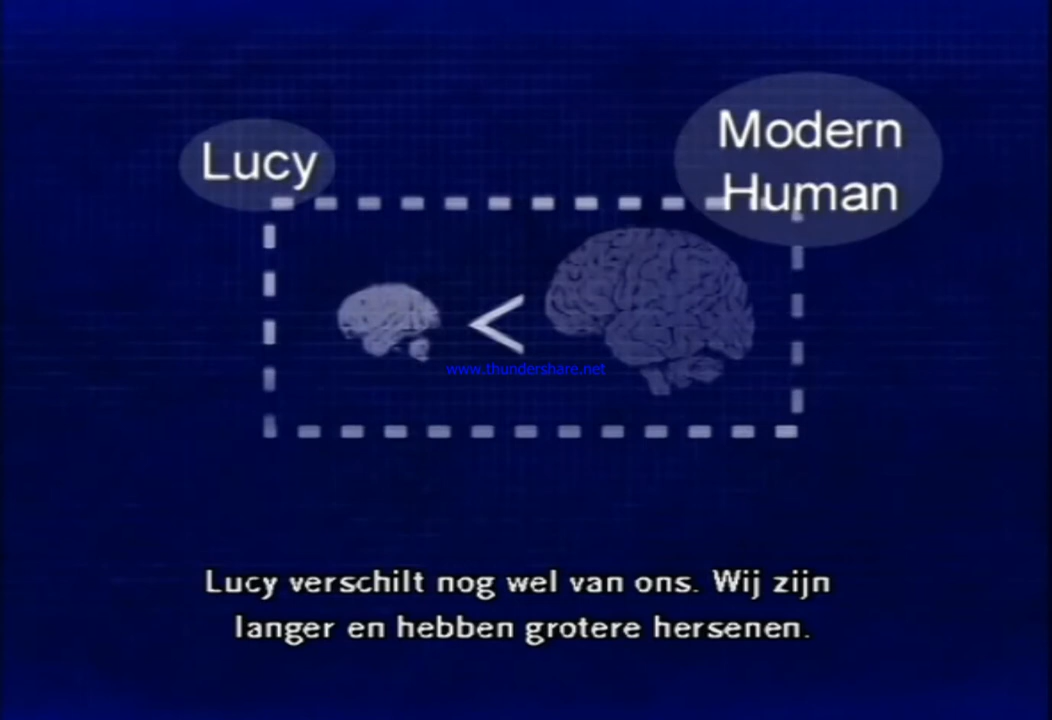 Lucy
Modern
Human
<
www.thundershare.net
Lucy verschilt nog wel van ons. Wij zijn
langer en hebben grotere hersenen.